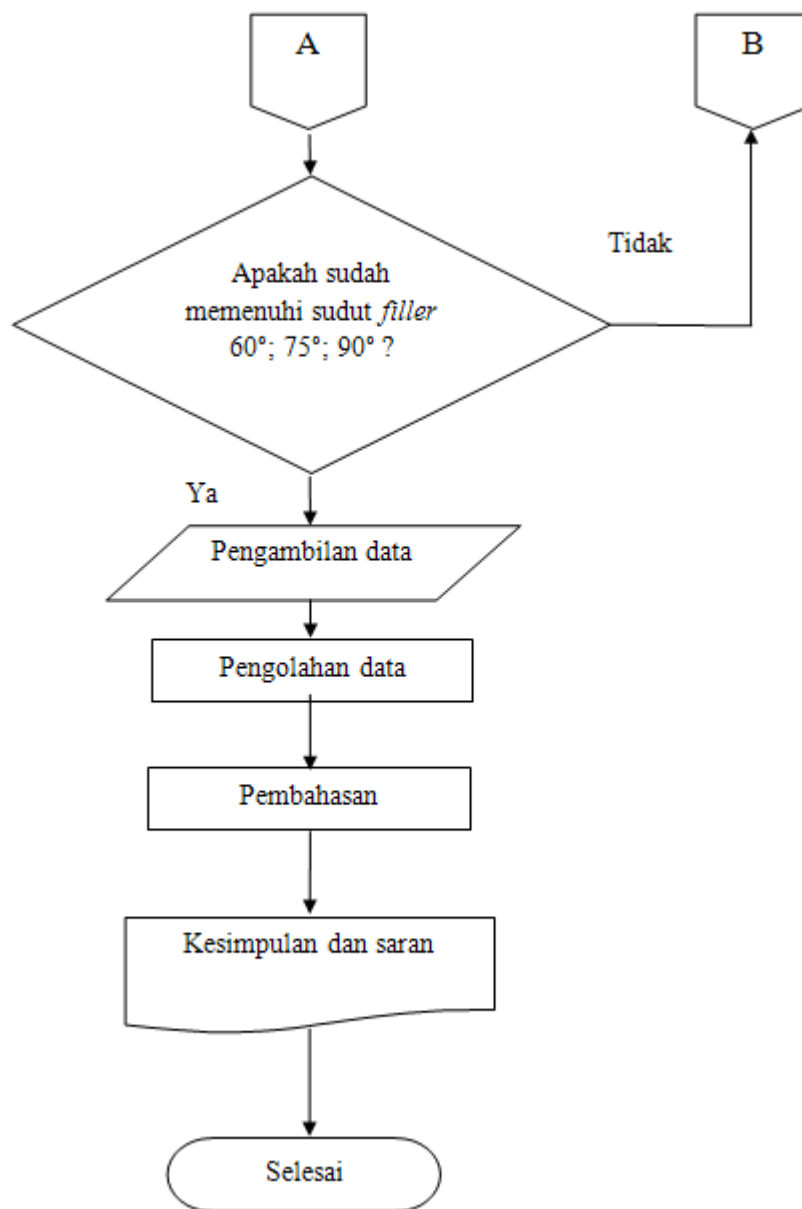 A
B
Tidak
Apakah sudah
memenuhi sudut filler
60°; 75°; 90° ?
Ya
Pengambilan data
Pengolahan data
Pembahasan
Kesimpulan dan saran
Selesai